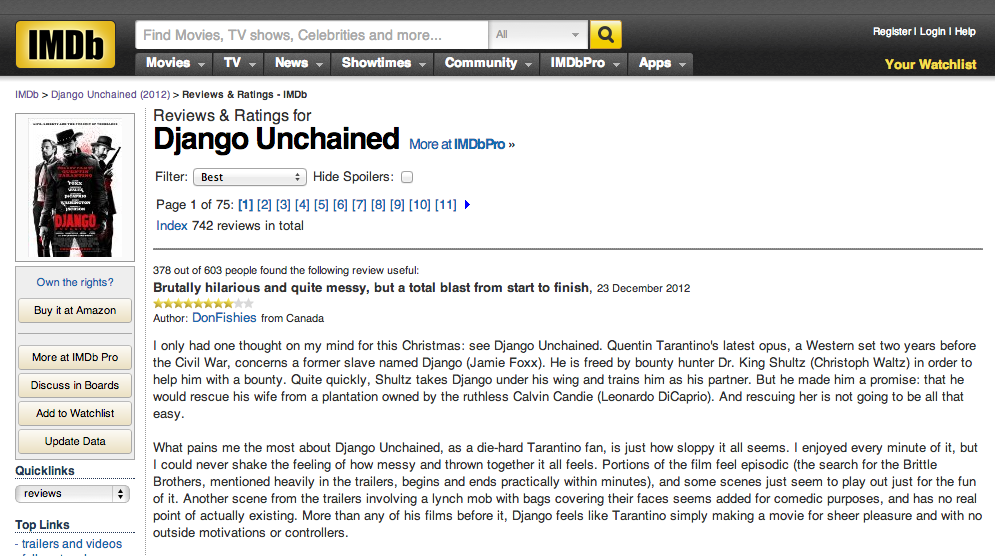 IMDb
Find Movies, TV shows, Celebrities and more...
All
Register | Login | Help
Movies
TV
News
Showtimes
Community
IMDbPro
Apps
Your Watchlist
IMDb > Django Unchained (2012) > Reviews & Ratings - IMDb
Reviews & Ratings for
Django Unchained More at IMDbPro »
Filter: Best Hide Spoilers:
Page 1 of 75: [1] [2] [3] [4] [5] [6] [7] [8] [9] [10] [11]
Index 742 reviews in total
DJANGO
Own the rights?
Buy it at Amazon
More at IMDb Pro
Discuss in Boards
Add to Watchlist
Update Data
Quicklinks
reviews
Top Links
- trailers and videos
378 out of 603 people found the following review useful:
Brutally hilarious and quite messy, but a total blast from start to finish, 23 December 2012
Author: DonFishies from Canada
I only had one thought on my mind for this Christmas: see Django Unchained. Quentin Tarantino's latest opus, a Western set two years before
the Civil War, concerns a former slave named Django (Jamie Foxx). He is freed by bounty hunter Dr. King Shultz (Christoph Waltz) in order to
help him with a bounty. Quite quickly, Shultz takes Django under his wing and trains him as his partner. But he made him a promise: that he
would rescue his wife from a plantation owned by the ruthless Calvin Candie (Leonardo DiCaprio). And rescuing her is not going to be all that
easy.
What pains me the most about Django Unchained, as a die-hard Tarantino fan, is just how sloppy it all seems. I enjoyed every minute of it, but
I could never shake the feeling of how messy and thrown together it all feels. Portions of the film feel episodic (the search for the Brittle
Brothers, mentioned heavily in the trailers, begins and ends practically within minutes), and some scenes just seem to play out just for the fun
of it. Another scene from the trailers involving a lynch mob with bags covering their faces seems added for comedic purposes, and has no real
point of actually existing. More than any of his films before it, Django feels like Tarantino simply making a movie for sheer pleasure and with no
outside motivations or controllers.